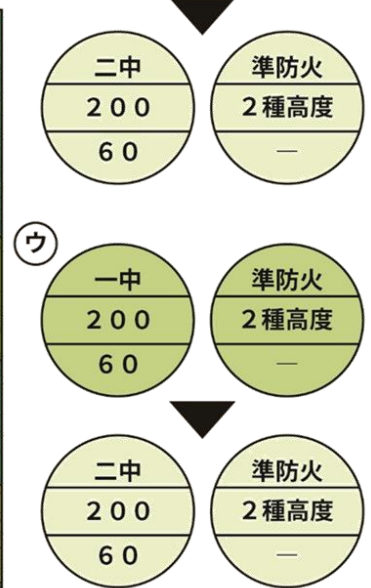 二中 準防火
200 2種高度
60 —
ウ
一中 準防火
200 2種高度
60 —
二中 準防火
200 2種高度
60 —